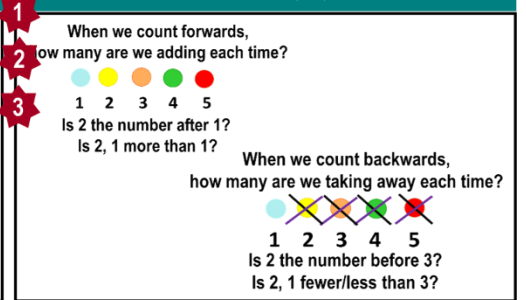 1
When we count forwards,
2
ow many are we adding each time?
1 2 3 4 5
3
Is 2 the number after 1?
Is 2, 1 more than 1?
When we count backwards,
how many are we taking away each time?
1 2 3 4 5
Is 2 the number before 3?
Is 2, 1 fewer/less than 3?